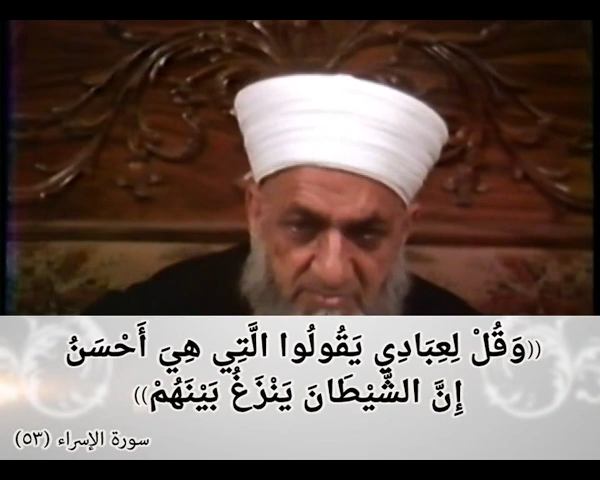 ((وَقُلْ لِعِبَادِي يَقُولُوا الَّتِي هِيَ أَحْسَنُ
إِنَّ الشَّيْطَانَ يَنْزَغُ بَيْنَهُمْ))
سورة الإسراء (٥٣)